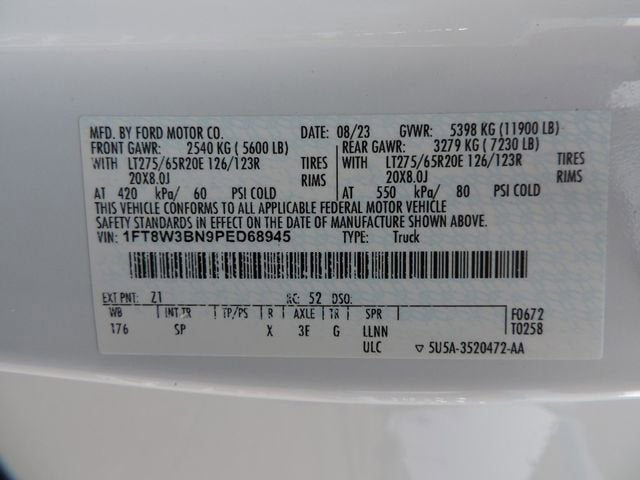 MFD. BY FORD MOTOR CO. DATE: 08/23 GVWR: 5398 KG (11900 LB)
FRONT GAWR: 2540 KG ( 5600 LB) REAR GAWR: 3279 KG ( 7230 LB)
WITH LT275/65R20E 126/123R TIRES WITH LT275/65R20E 126/123R TIRES
20X8.0J RIMS 20X8.0J RIMS
AT 420 kPa/ 60 PSI COLD AT 550 kPa/ 80 PSI COLD
THIS VEHICLE CONFORMS TO ALL APPLICABLE FEDERAL MOTOR VEHICLE
SAFETY STANDARDS IN EFFECT ON THE DATE OF MANUFACTURE SHOWN ABOVE.
VIN: 1FT8W3BN9PED68945 TYPE: Truck
EXT PNT: Z1 RC: 52 DSO:
WB INT TR TP/PS R AXLE TR SPR F0672
176 SP X 3E G LLNN T0258
ULC ▽ 5U5A-3520472-AA